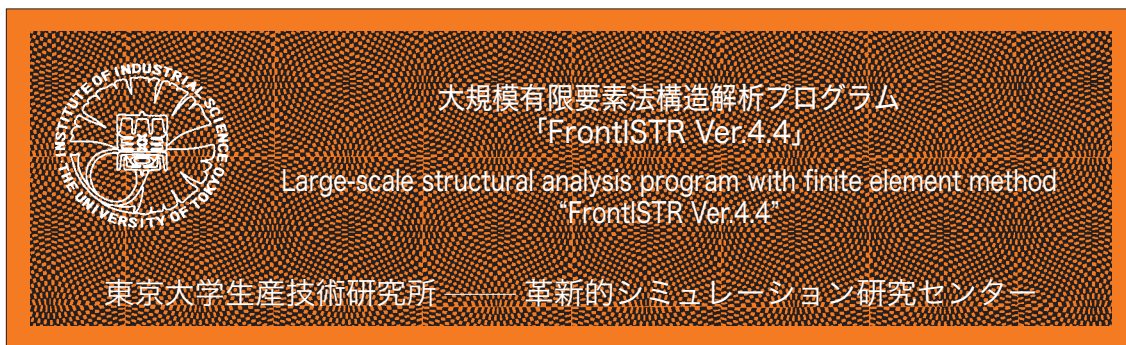 INSTITUTE OF INDUSTRIAL SCIENCE
THE UNIVERSITY OF TOKYO
大規模有限要素法構造解析プログラム
「FrontISTR Ver.4.4」
Large-scale structural analysis program with finite element method
“FrontISTR Ver.4.4”
東京大学生産技術研究所 ―― 革新的シミュレーション研究センター